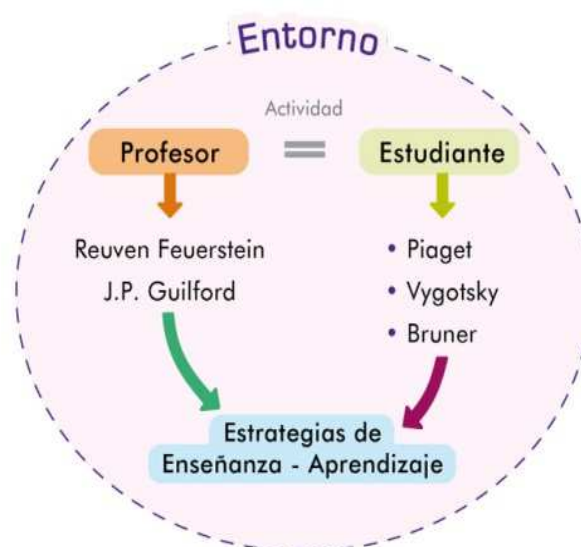 Entorno
Actividad
Profesor
=
Estudiante
Reuven Feuerstein
J.P. Guilford
• Piaget
• Vygotsky
• Bruner
Estrategias de
Enseñanza - Aprendizaje